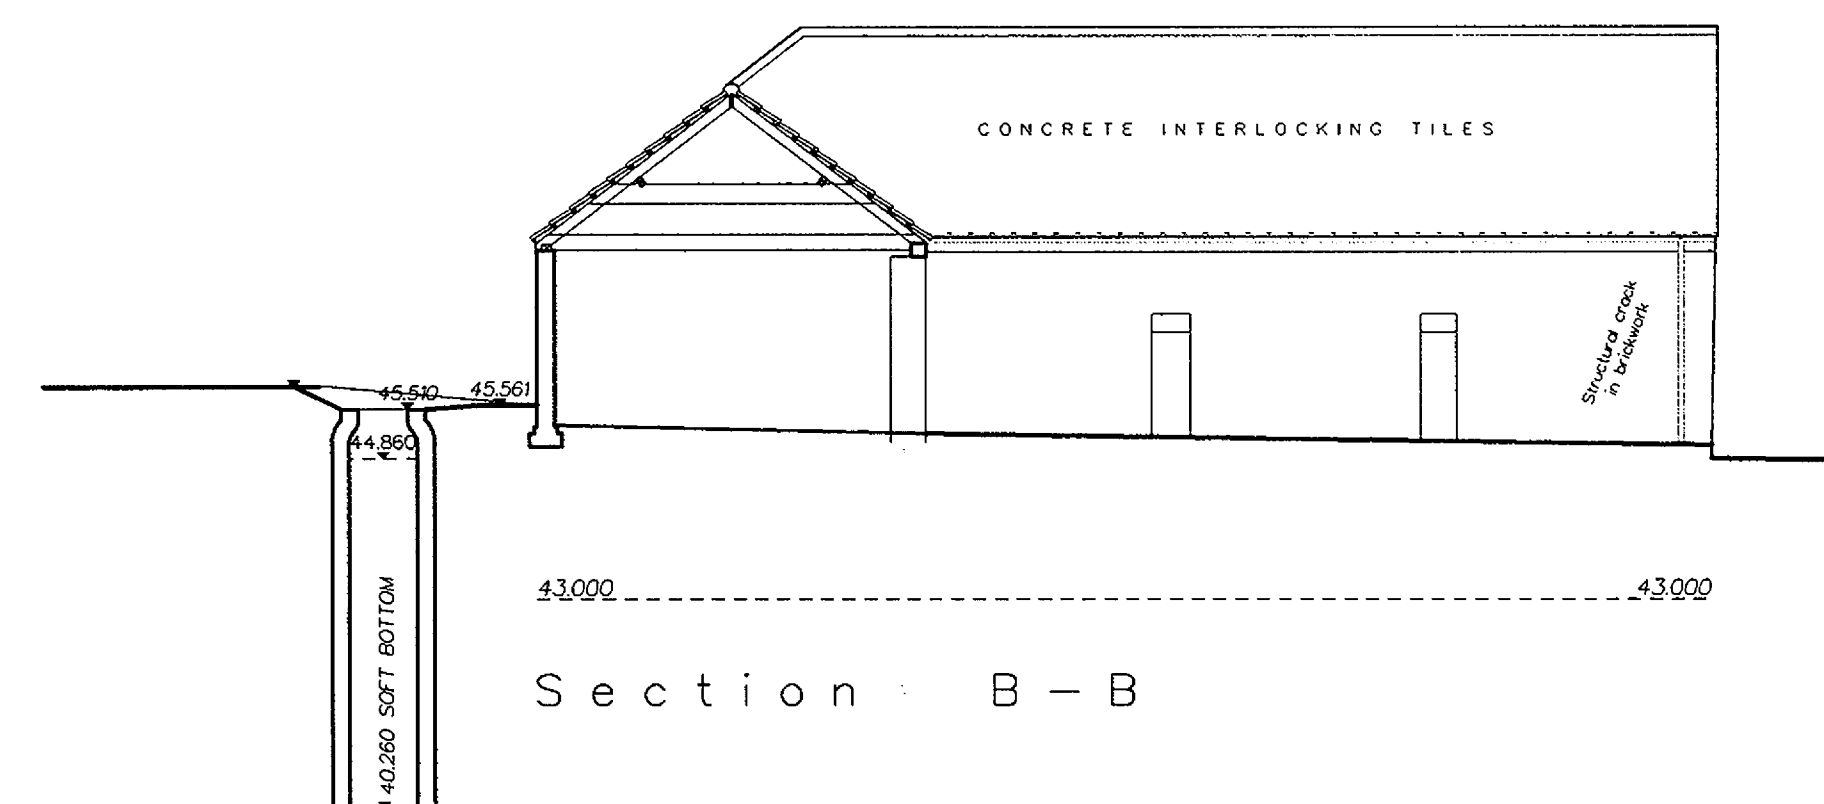 CONCRETE INTERLOCKING TILES
Structural crack
in brickwork
45.510
45.561
44.860
43.000
43.000
40.260 SOFT BOTTOM
Section B-B